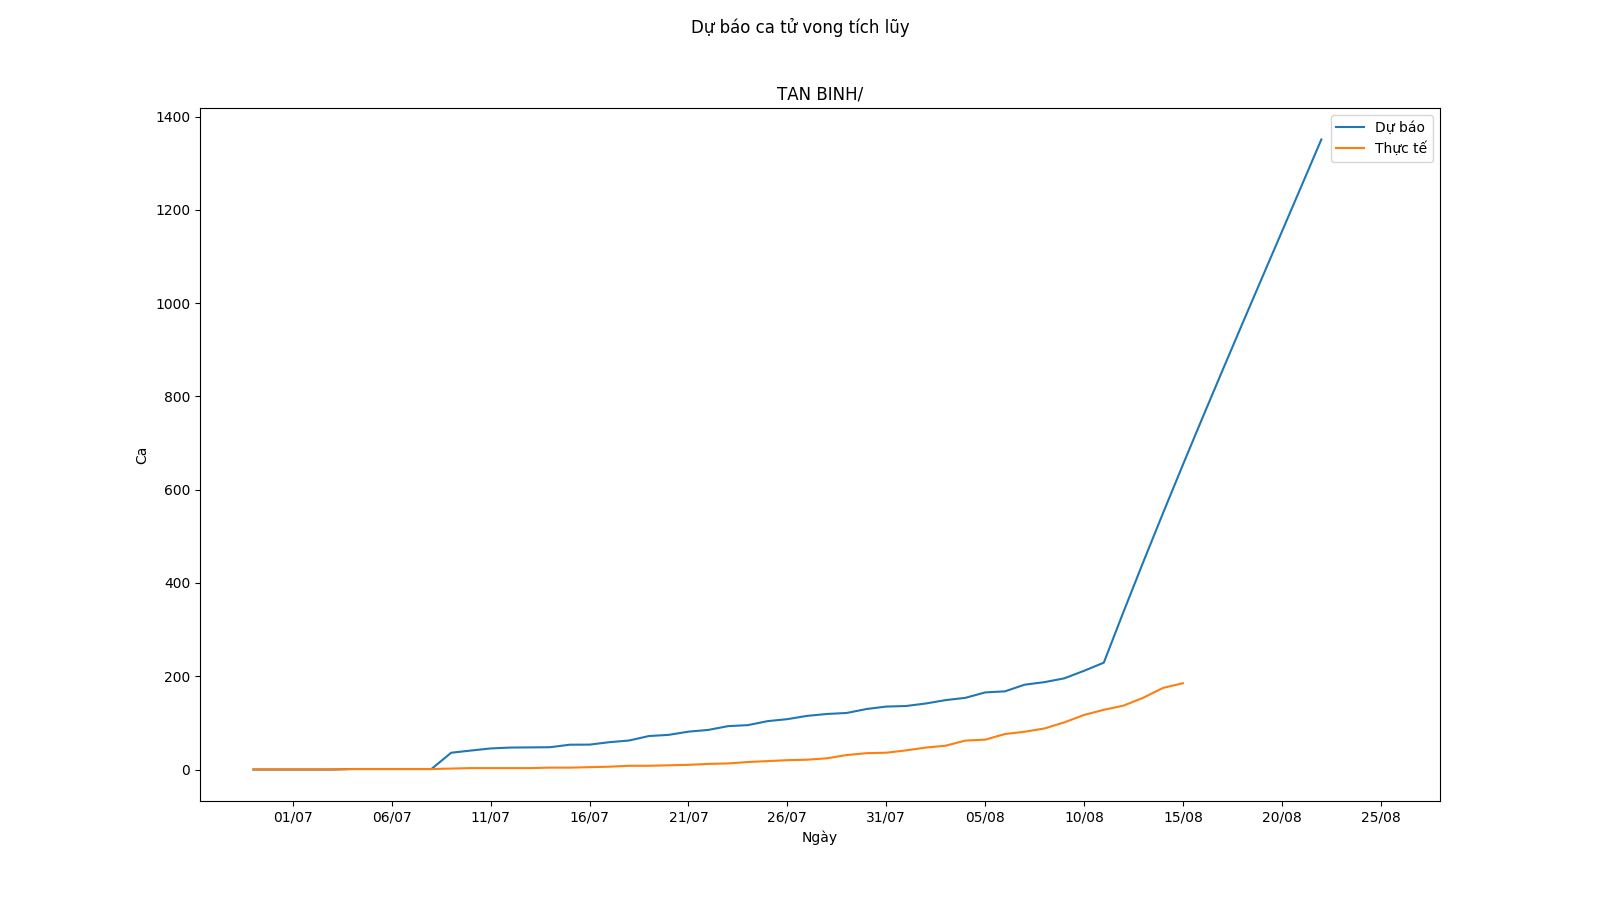 Dự báo ca tử vong tích lũy
TAN BINH/
Dự báo
Thực tế
1400
1200
1000
800
600
400
200
0
Ca
01/07 06/07 11/07 16/07 21/07 26/07 31/07 05/08 10/08 15/08 20/08 25/08
Ngày